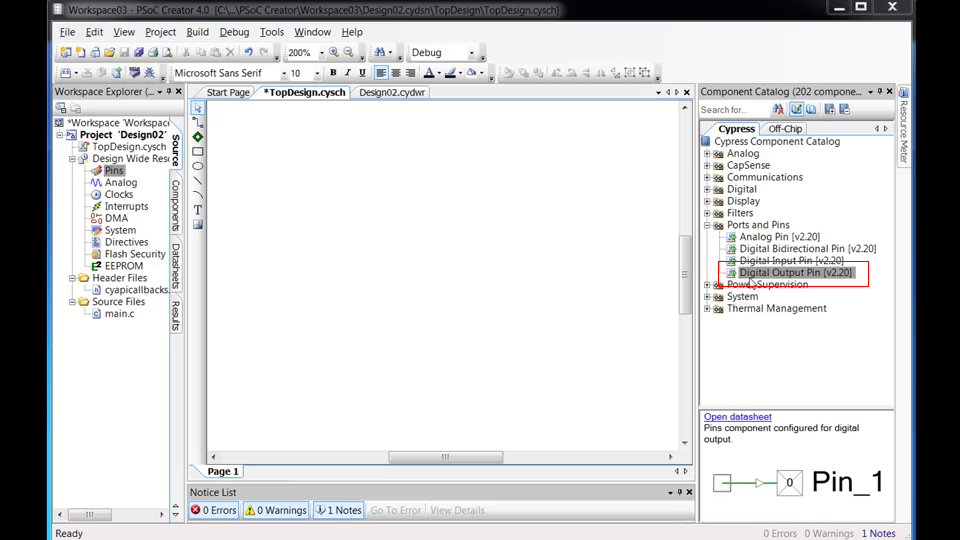 Workspace03 - PSoC Creator 4.0 [C:\...\PSoC Creator\Workspace03\Design02.cydsn\TopDesign\TopDesign.cysch]
File Edit View Project Build Debug Tools Window Help
200% Debug
Microsoft Sans Serif 10 B I U A
Workspace Explorer (...
*Workspace 'Workspac
Project 'Design02'
TopDesign.cysch
Design Wide Resc
Pins
Analog
Clocks
Interrupts
DMA
System
Directives
Flash Security
EEPROM
Header Files
cyapicallbacks.
Source Files
main.c
Source
Components
Datasheets
Results
Start Page *TopDesign.cysch Design02.cydwr
T
Page 1
Notice List
0 Errors 0 Warnings 1 Notes Go To Error View Details
Component Catalog (202 compone...
Search for...
Cypress Off-Chip
Cypress Component Catalog
Analog
CapSense
Communications
Digital
Display
Filters
Ports and Pins
Analog Pin [v2.20]
Digital Bidirectional Pin [v2.20]
Digital Input Pin [v2.20]
Digital Output Pin [v2.20]
Power Supervision
System
Thermal Management
Open datasheet
Pins component configured for digital
output.
0 Pin_1
Resource Meter
Ready 0 Errors 0 Warnings 1 Notes